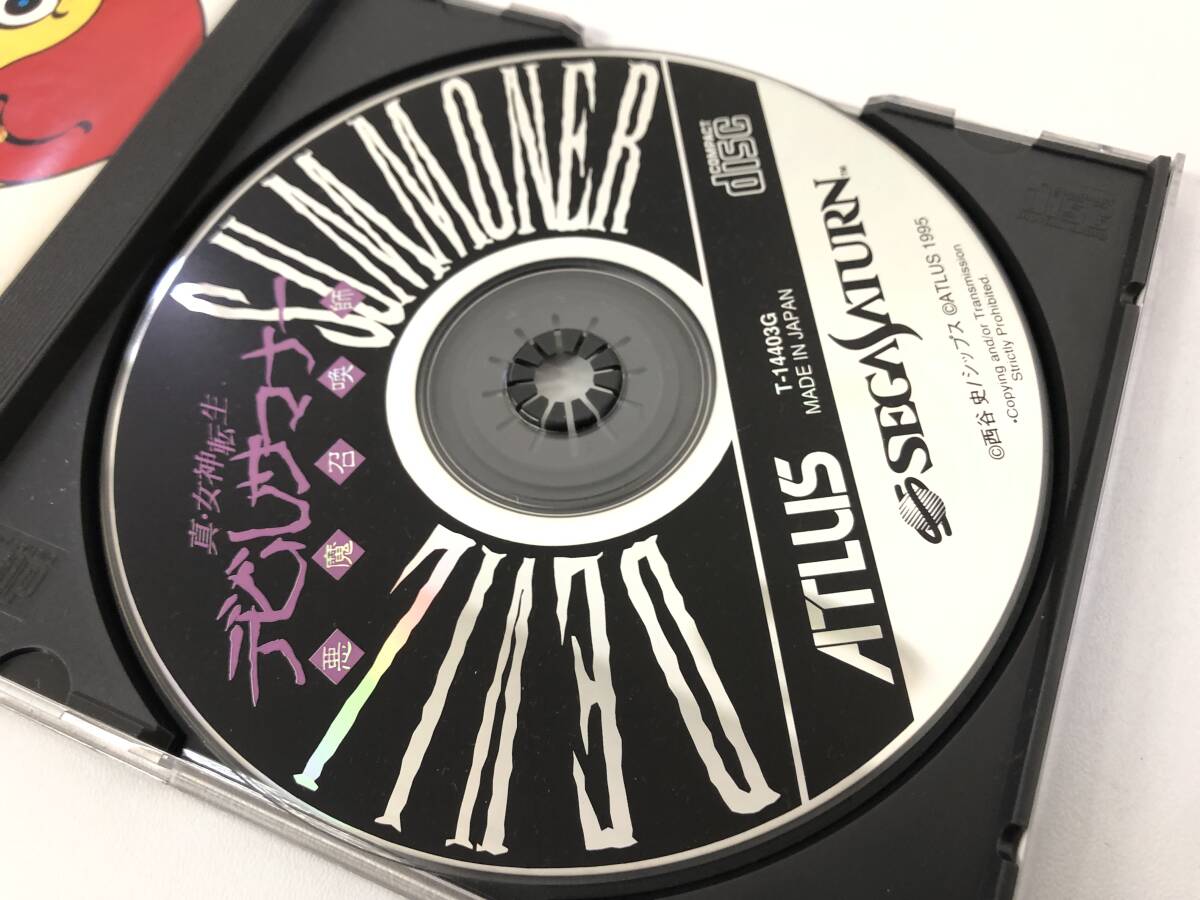 DEVIL
SUMMONER
真・女神転生
デビルサマナー
悪魔召喚師
COMPACT
disc
ATLUS
T-14403G
MADE IN JAPAN
SEGA SATURN™
©西谷 史/シップス ©ATLUS 1995
•Copying and/or Transmission
Strictly Prohibited.